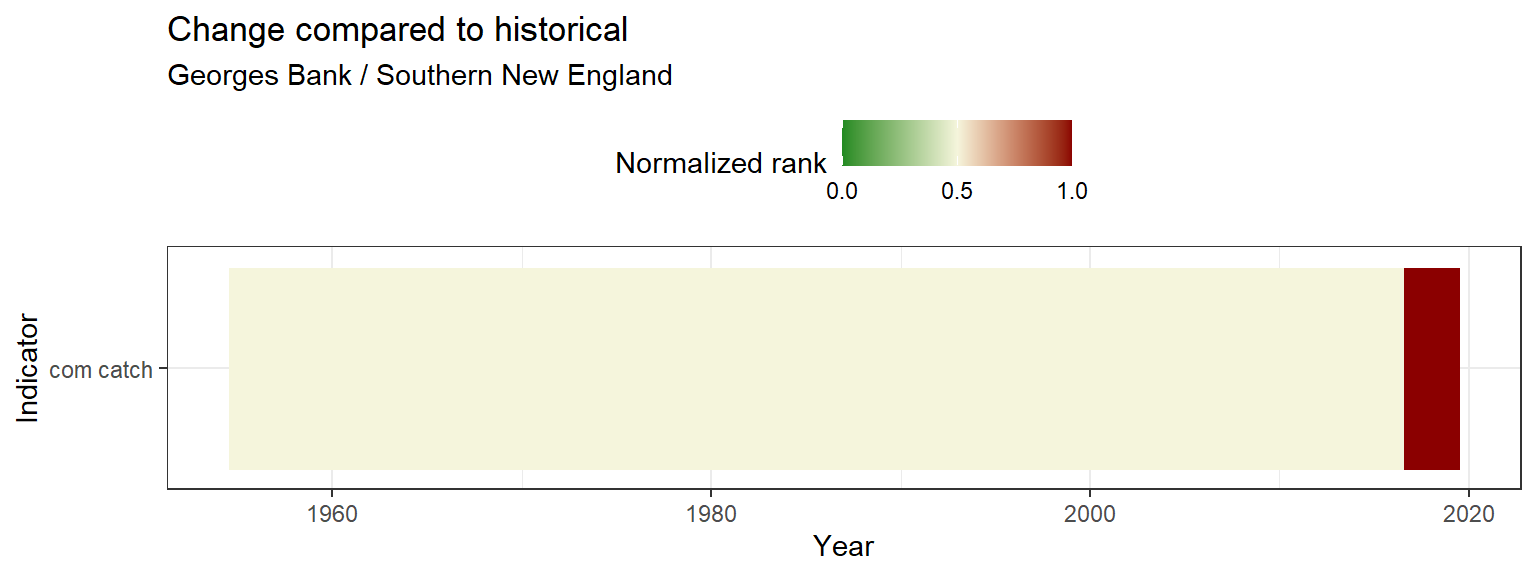 Change compared to historical
Georges Bank / Southern New England
Normalized rank
0.0 0.5 1.0
Indicator
com catch
1960 1980 2000 2020
Year